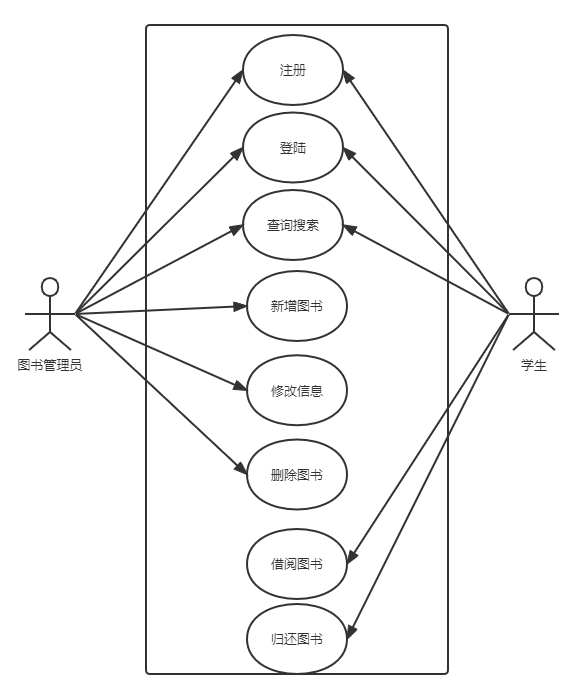 注册
登陆
查询搜索
新增图书
图书管理员
学生
修改信息
删除图书
借阅图书
归还图书